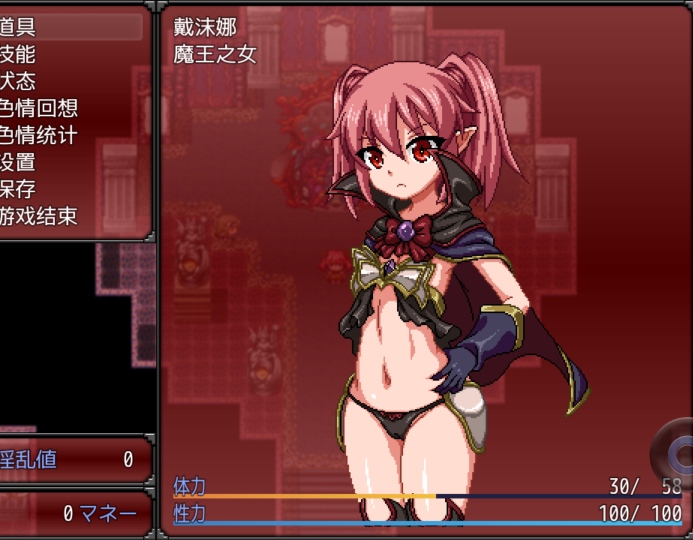 道具
技能
状态
色情回想
色情统计
设置
保存
游戏结束
戴沫娜
魔王之女
淫乱値 0
0 マネー
体力 30/ 58
性力 100/ 100